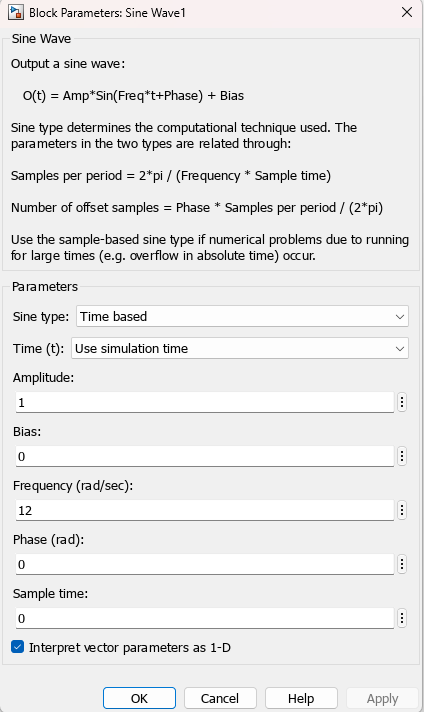 Block Parameters: Sine Wave1
Sine Wave
Output a sine wave:
O(t) = Amp*Sin(Freq*t+Phase) + Bias
Sine type determines the computational technique used. The
parameters in the two types are related through:
Samples per period = 2*pi / (Frequency * Sample time)
Number of offset samples = Phase * Samples per period / (2*pi)
Use the sample-based sine type if numerical problems due to running
for large times (e.g. overflow in absolute time) occur.
Parameters
Sine type: Time based
Time (t): Use simulation time
Amplitude:
1
Bias:
0
Frequency (rad/sec):
12
Phase (rad):
0
Sample time:
0
Interpret vector parameters as 1-D
OK Cancel Help Apply